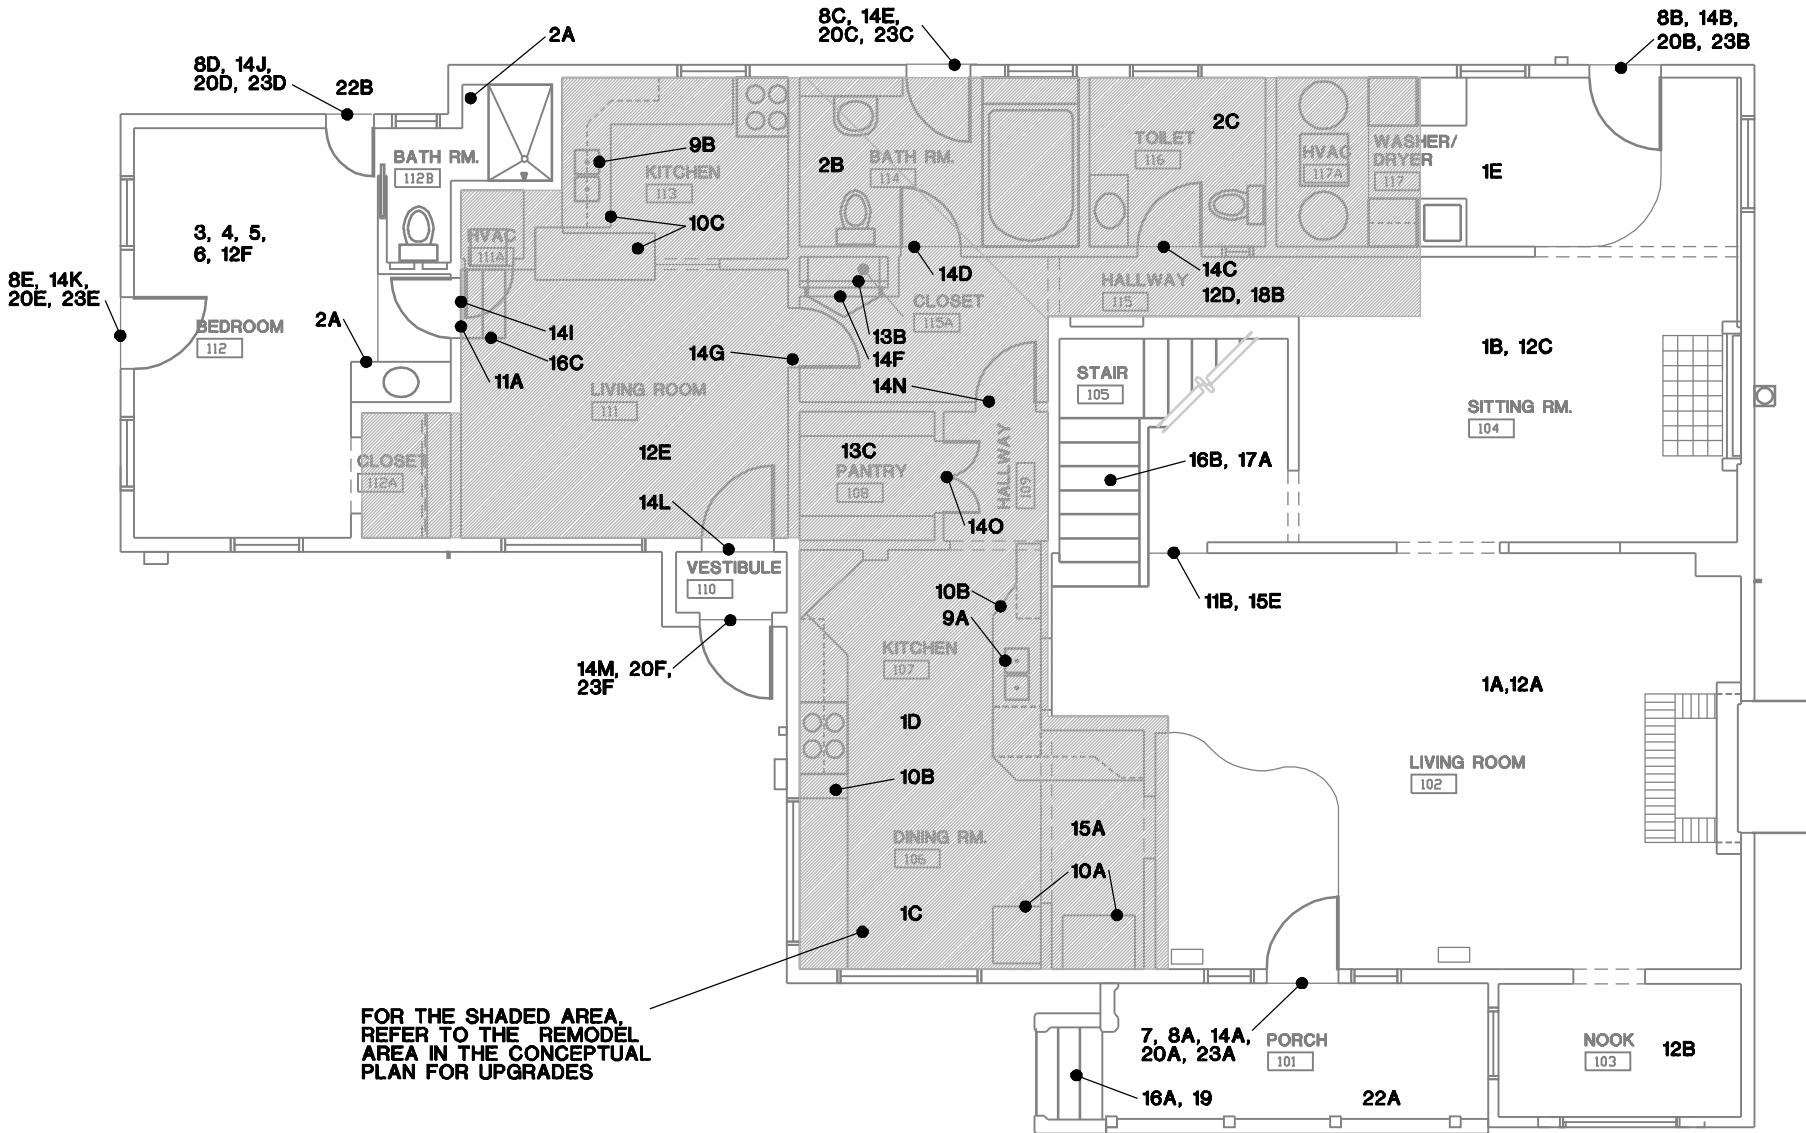 8C, 14E,
20C, 23C
8B, 14B,
20B, 23B
2A
8D, 14J,
20D, 23D
22B
BATH RM.
112B
9B
KITCHEN
113
10C
2B
BATH RM.
114
TOILET
116
2C
HVAC
117A
WASHER/
DRYER
117
1E
3, 4, 5,
6, 12F
HVAC
111A
8E, 14K,
20E, 23E
BEDROOM
112
2A
14I
16C
11A
14D
CLOSET
115A
HALLWAY
115
14C
12D, 18B
13B
14F
14G
14N
LIVING ROOM
111
STAIR
105
1B, 12C
SITTING RM.
104
CLOSET
112A
12E
13C
PANTRY
108
HALLWAY
109
16B, 17A
14L
14O
VESTIBULE
110
10B
9A
11B, 15E
14M, 20F,
23F
KITCHEN
107
1D
10B
1A,12A
LIVING ROOM
102
DINING RM.
106
15A
10A
1C
FOR THE SHADED AREA,
REFER TO THE REMODEL
AREA IN THE CONCEPTUAL
PLAN FOR UPGRADES
7, 8A, 14A,
20A, 23A
PORCH
101
NOOK
103
12B
16A, 19
22A